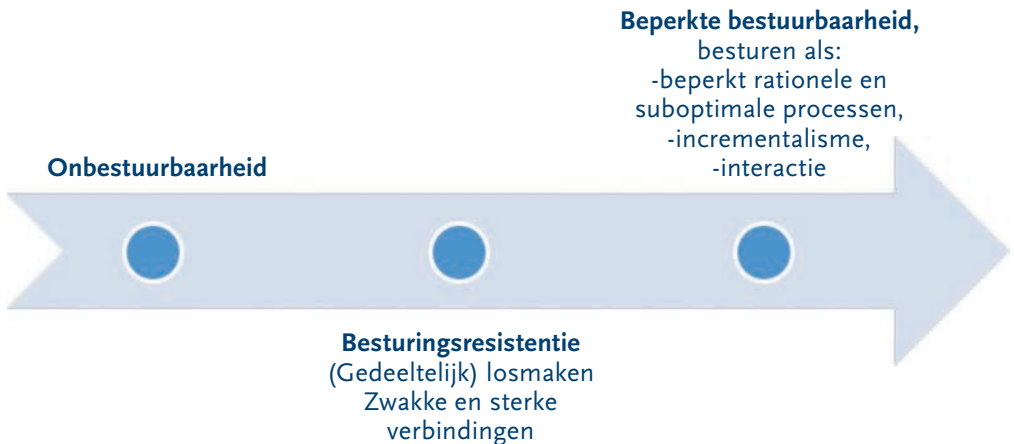 Beperkte bestuurbaarheid,
besturen als:
-beperkt rationele en
suboptimale processen,
-incrementalisme,
-interactie
Onbestuurbaarheid
Besturingsresistentie
(Gedeeltelijk) losmaken
Zwakke en sterke
verbindingen